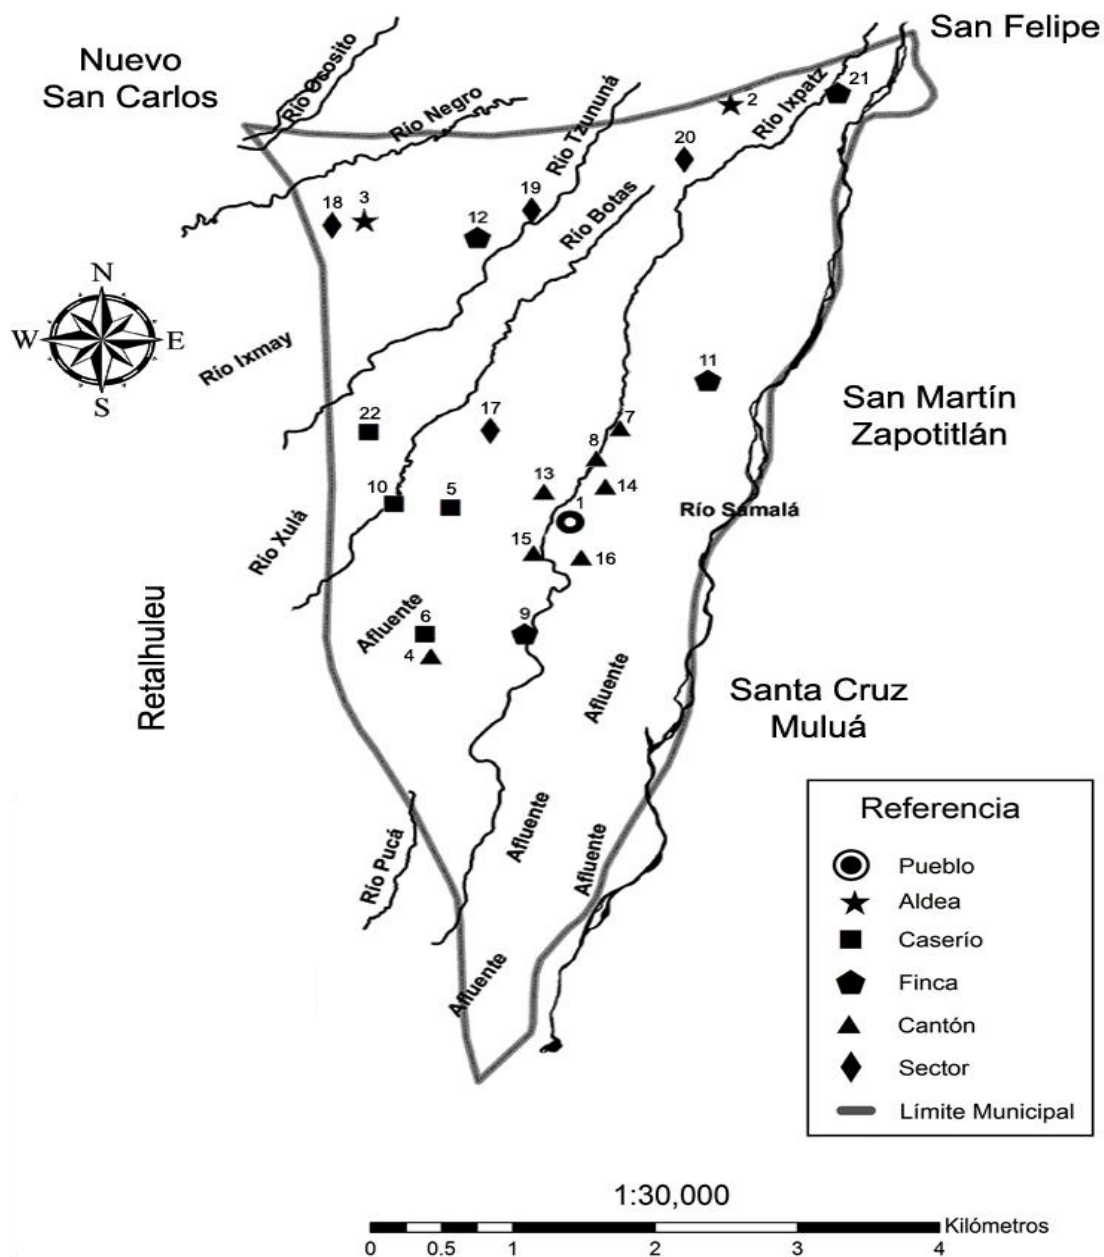 San Felipe
Nuevo
San Carlos
Río Ocosito
Río Negro
Río Tzununá
Río Ixpatz
21
2
20
19
18
3
12
Río Botas
N
W
E
S
Río Ixmay
11
San Martín
Zapotitlán
22
17
7
8
10
5
13
14
1
Río Samalá
Río Xulá
15
16
Retalhuleu
Afluente
6
4
9
Afluente
Santa Cruz
Muluá
Afluente
Afluente
Río Pucá
Afluente
Referencia
Pueblo
Aldea
Caserío
Finca
Cantón
Sector
Límite Municipal
1:30,000
Kilómetros
0 0.5 1 2 3 4